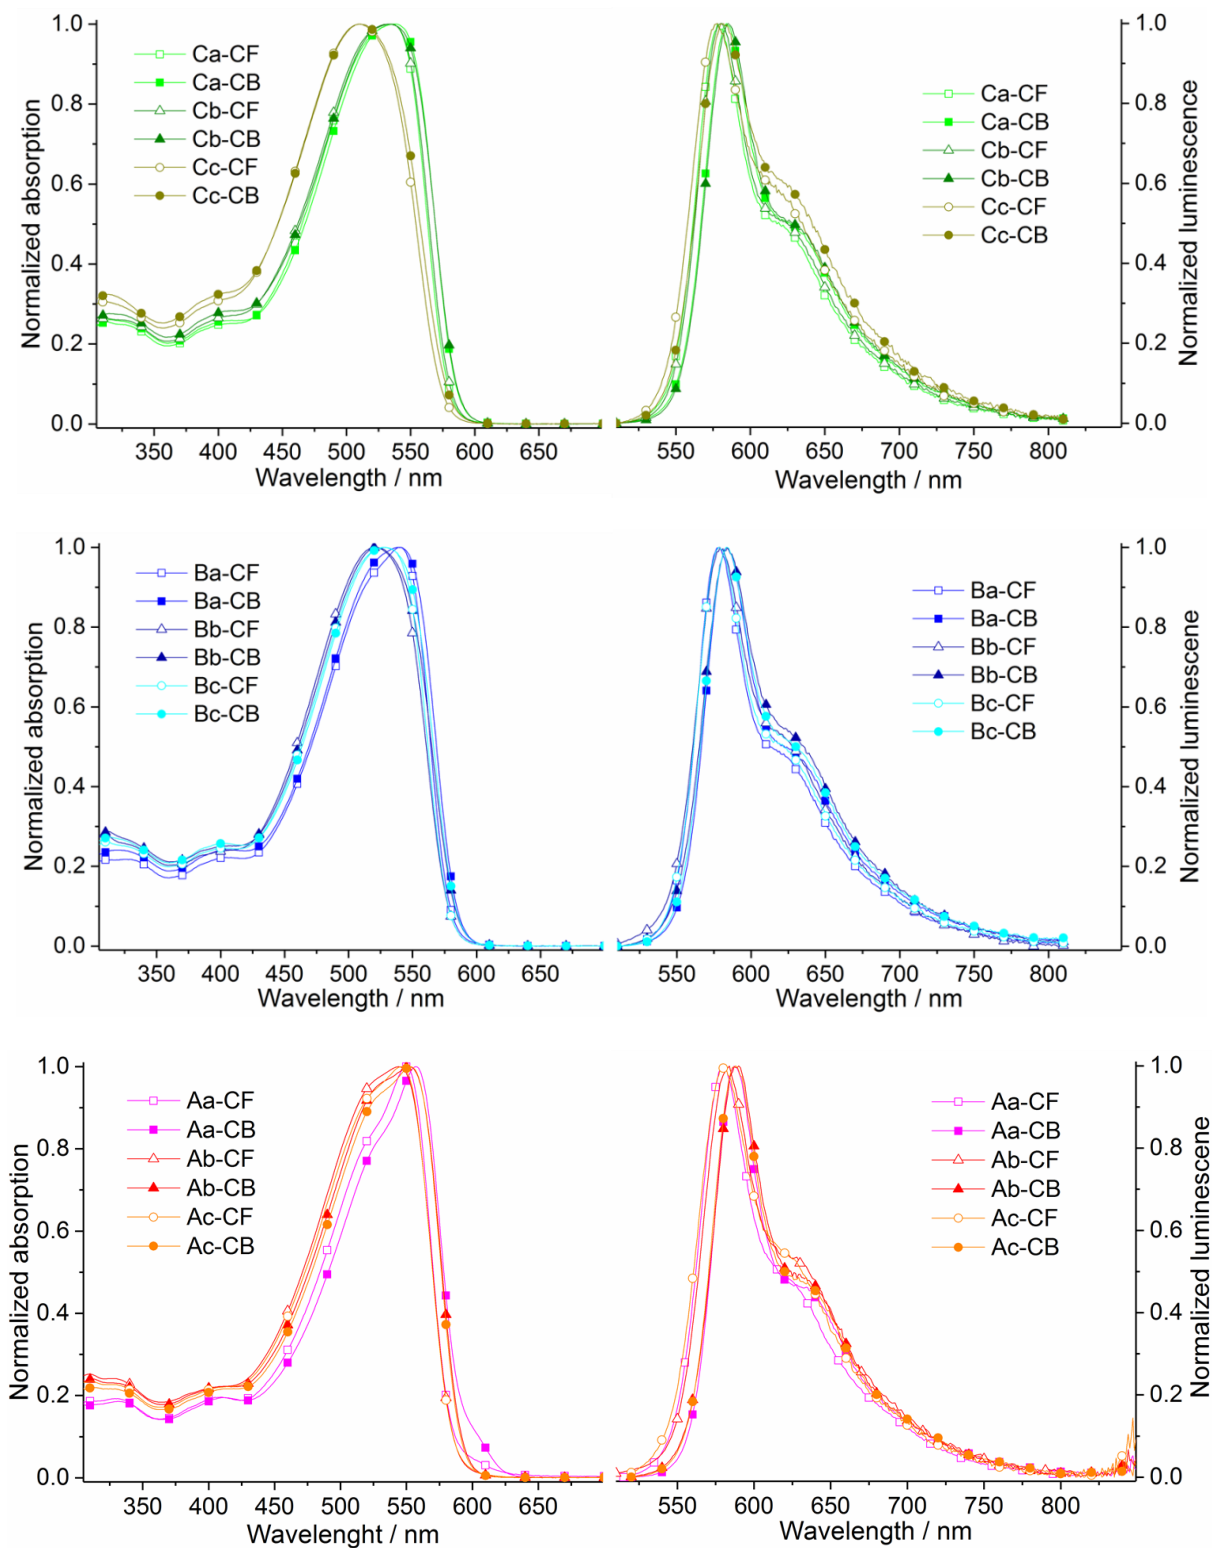 Normalized absorption
1.0
0.8
0.6
0.4
0.2
0.0
Ca-CF
Ca-CB
Cb-CF
Cb-CB
Cc-CF
Cc-CB
350 400 450 500 550 600 650
Wavelength / nm
Ca-CF
Ca-CB
Cb-CF
Cb-CB
Cc-CF
Cc-CB
550 600 650 700 750 800
Wavelength / nm
1.0
0.8
0.6
0.4
0.2
0.0
Normalized luminescence
Normalized absorption
1.0
0.8
0.6
0.4
0.2
0.0
Ba-CF
Ba-CB
Bb-CF
Bb-CB
Bc-CF
Bc-CB
350 400 450 500 550 600 650
Wavelength / nm
Ba-CF
Ba-CB
Bb-CF
Bb-CB
Bc-CF
Bc-CB
550 600 650 700 750 800
Wavelength / nm
1.0
0.8
0.6
0.4
0.2
0.0
Normalized luminescene
Normalized absorption
1.0
0.8
0.6
0.4
0.2
0.0
Aa-CF
Aa-CB
Ab-CF
Ab-CB
Ac-CF
Ac-CB
350 400 450 500 550 600 650
Wavelenght / nm
Aa-CF
Aa-CB
Ab-CF
Ab-CB
Ac-CF
Ac-CB
550 600 650 700 750 800
Wavelength / nm
1.0
0.8
0.6
0.4
0.2
0.0
Normalized luminescence